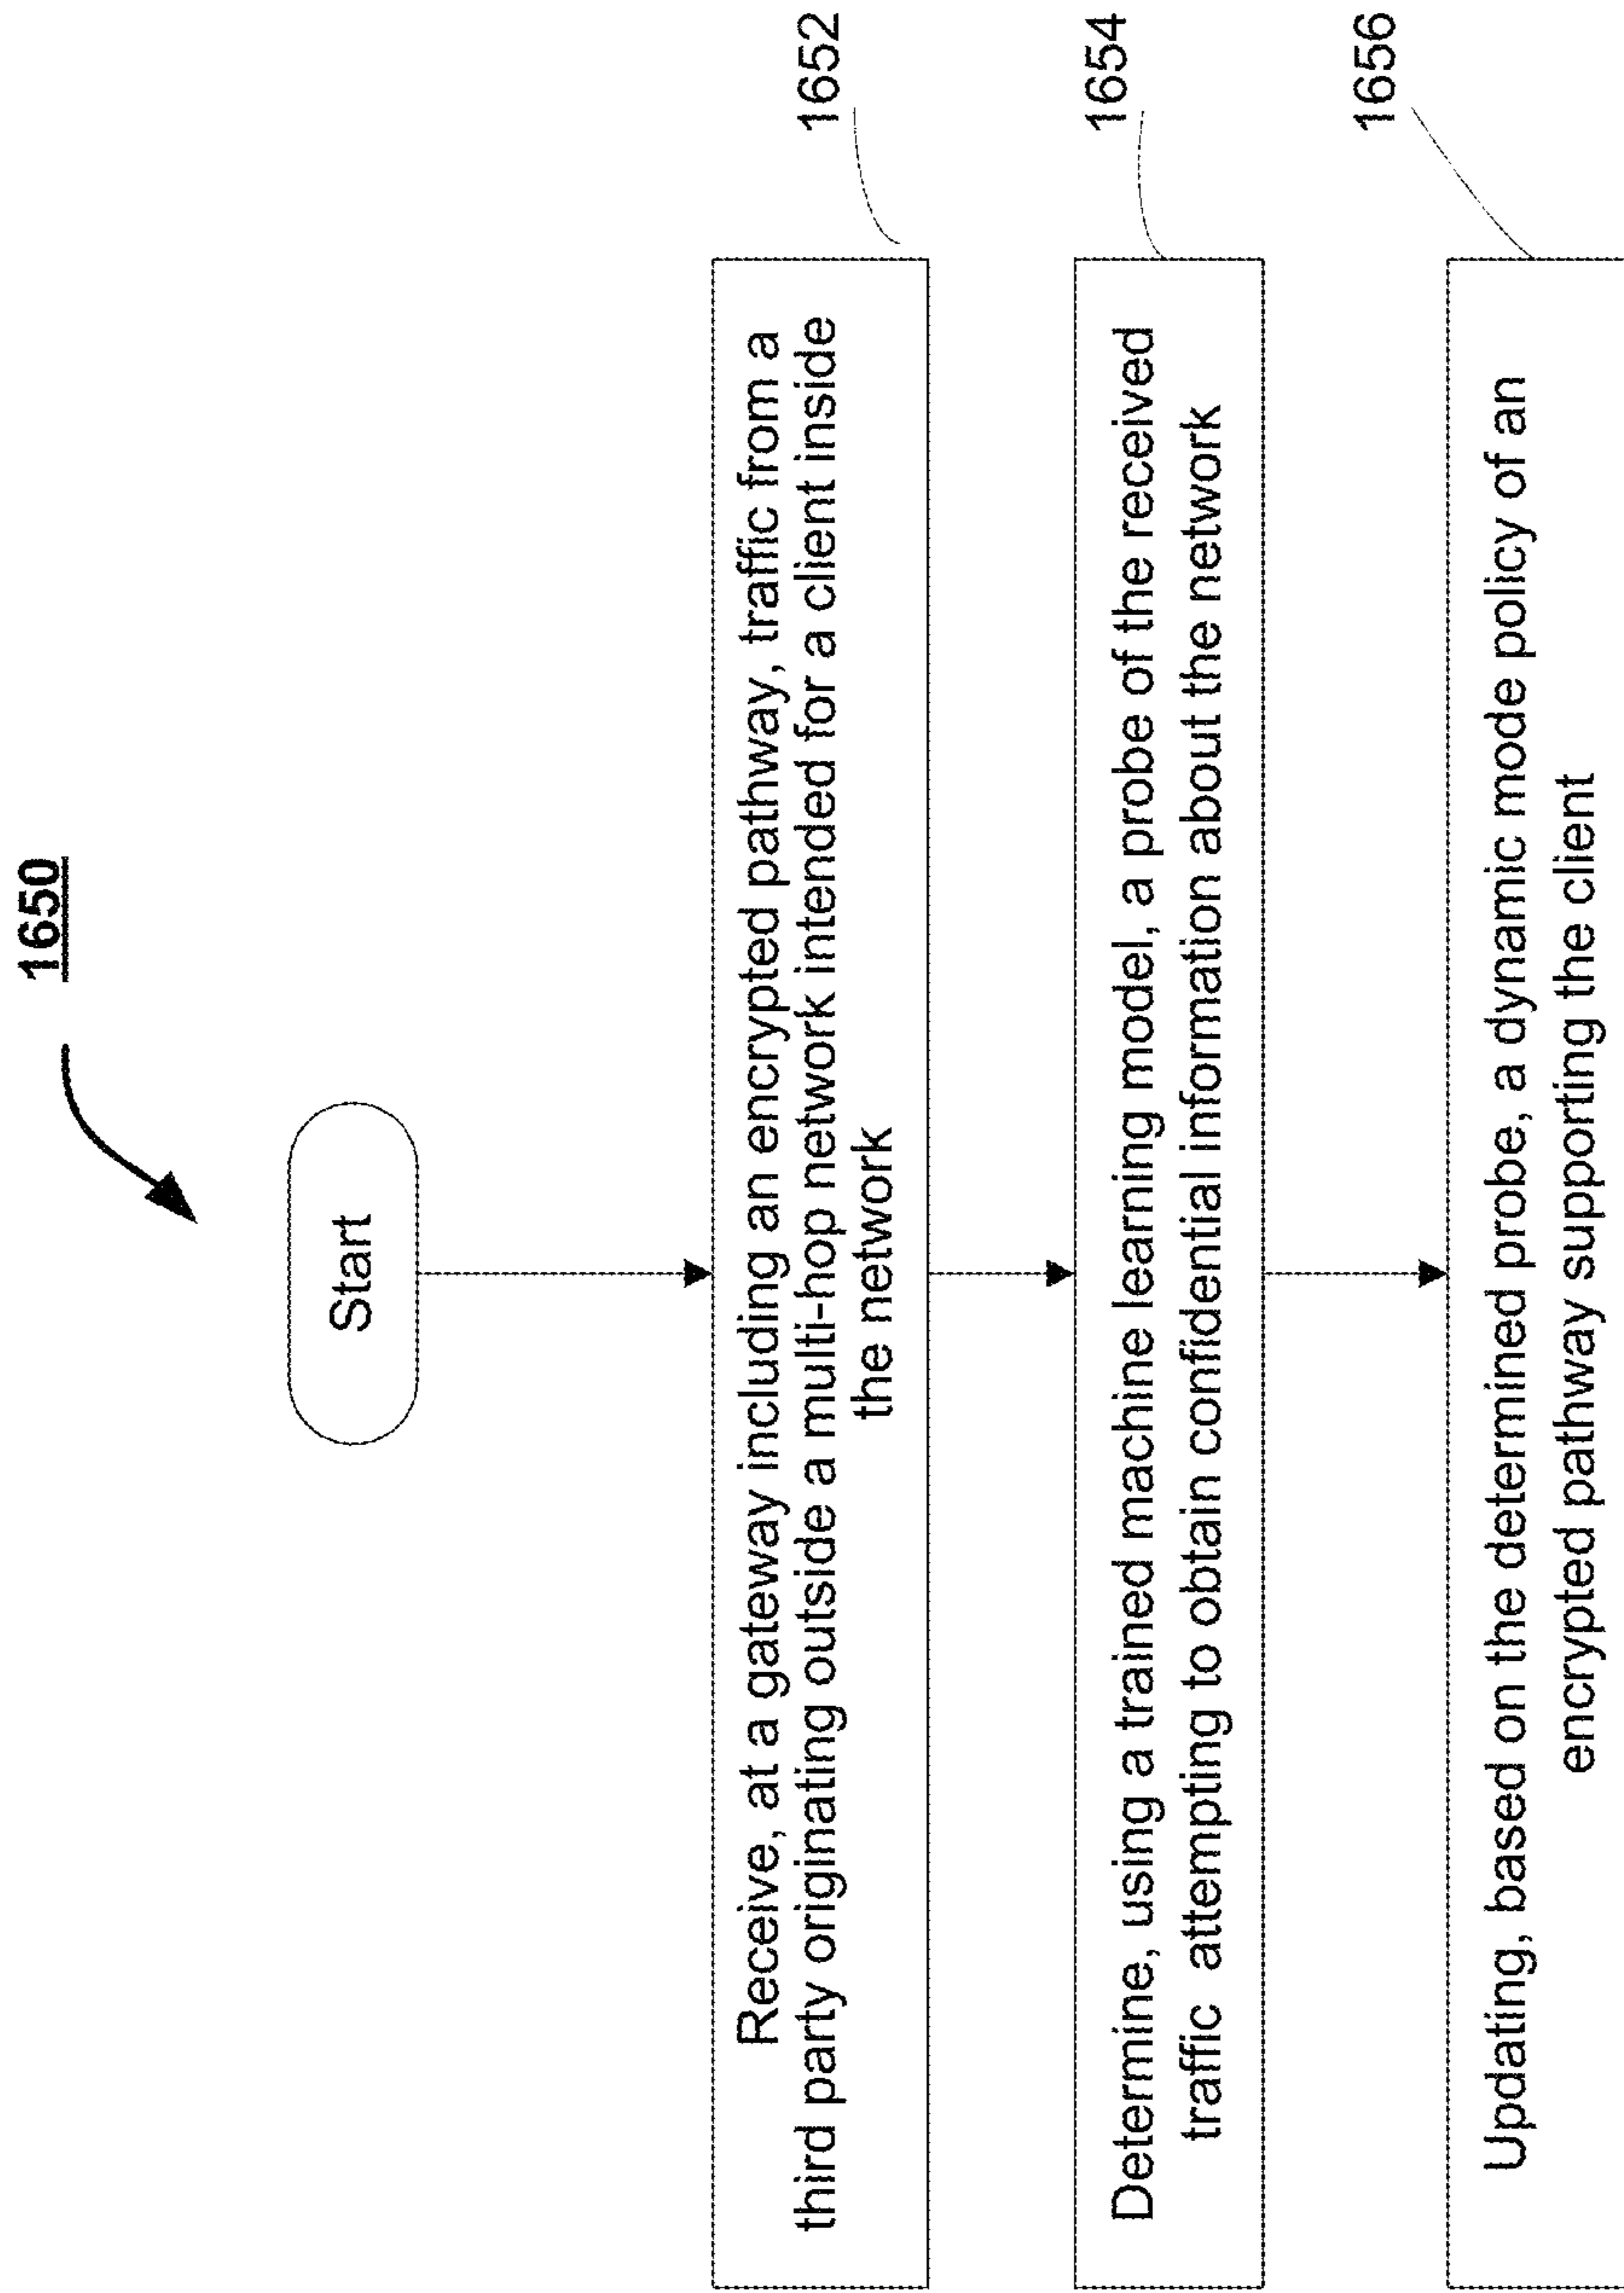 1650
Start
Receive, at a gateway including an encrypted pathway, traffic from a
third party originating outside a multi-hop network intended for a client inside
the network
1652
Determine, using a trained machine learning model, a probe of the received
traffic attempting to obtain confidential information about the network
1654
Updating, based on the determined probe, a dynamic mode policy of an
encrypted pathway supporting the client
1656